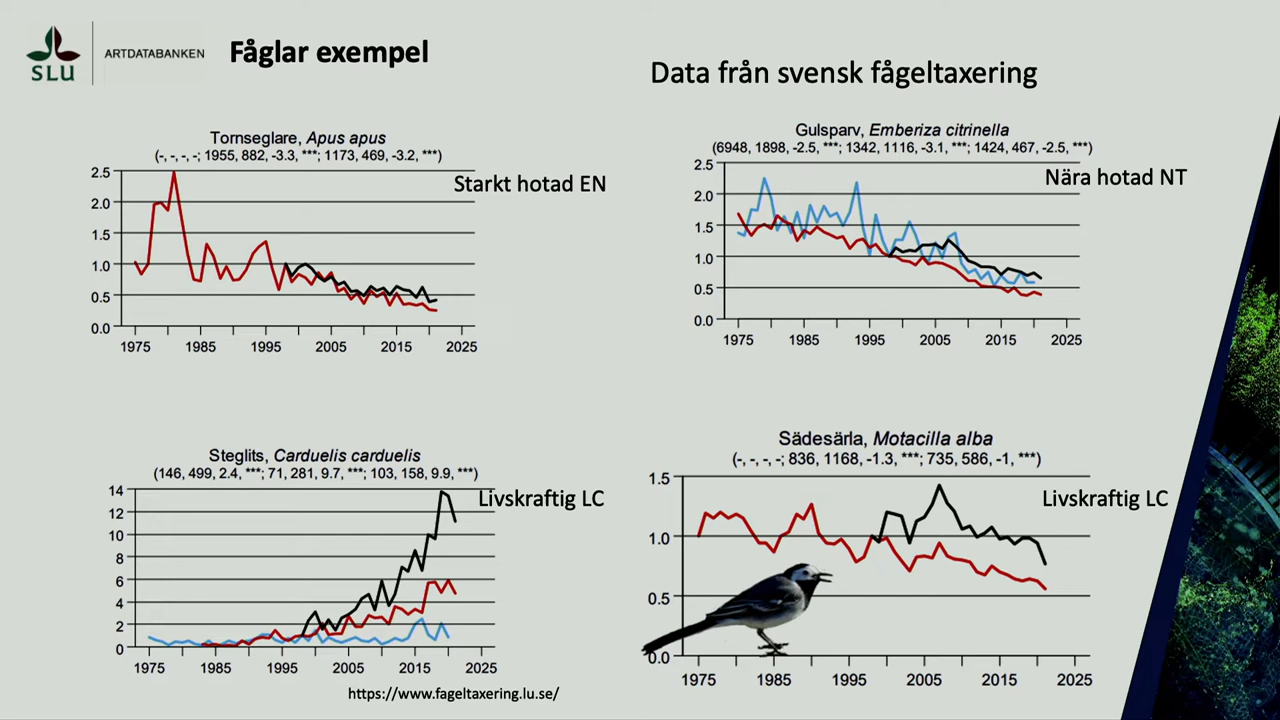 SLU
ARTDATABANKEN
Fåglar exempel
Data från svensk fågeltaxering
Tornseglare, Apus apus
(-, -, -, -; 1955, 882, -3.3, ***; 1173, 469, -3.2, ***)
Starkt hotad EN
2.5
2.0
1.5
1.0
0.5
0.0
1975 1985 1995 2005 2015 2025
Gulsparv, Emberiza citrinella
(6948, 1898, -2.5, ***; 1342, 1116, -3.1, ***; 1424, 467, -2.5, ***)
Nära hotad NT
2.5
2.0
1.5
1.0
0.5
0.0
1975 1985 1995 2005 2015 2025
Steglits, Carduelis carduelis
(146, 499, 2.4, ***; 71, 281, 9.7, ***; 103, 158, 9.9, ***)
Livskraftig LC
14
12
10
8
6
4
2
0
1975 1985 1995 2005 2015 2025
Sädesärla, Motacilla alba
(-, -, -, -; 836, 1168, -1.3, ***; 735, 586, -1, ***)
Livskraftig LC
1.5
1.0
0.5
0.0
1975 1985 1995 2005 2015 2025
https://www.fageltaxering.lu.se/